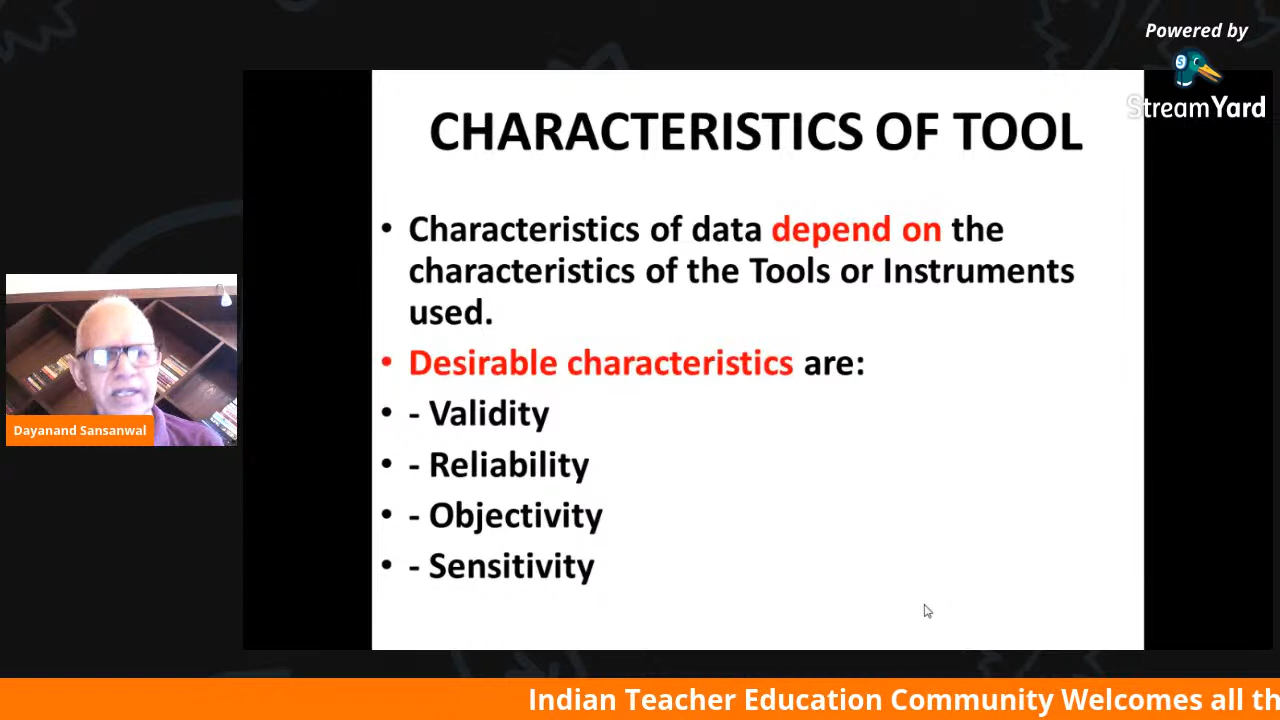 Powered by
StreamYard
CHARACTERISTICS OF TOOL
• Characteristics of data depend on the
characteristics of the Tools or Instruments
used.
• Desirable characteristics are:
• - Validity
• - Reliability
• - Objectivity
• - Sensitivity
Dayanand Sansanwal
Indian Teacher Education Community Welcomes all th